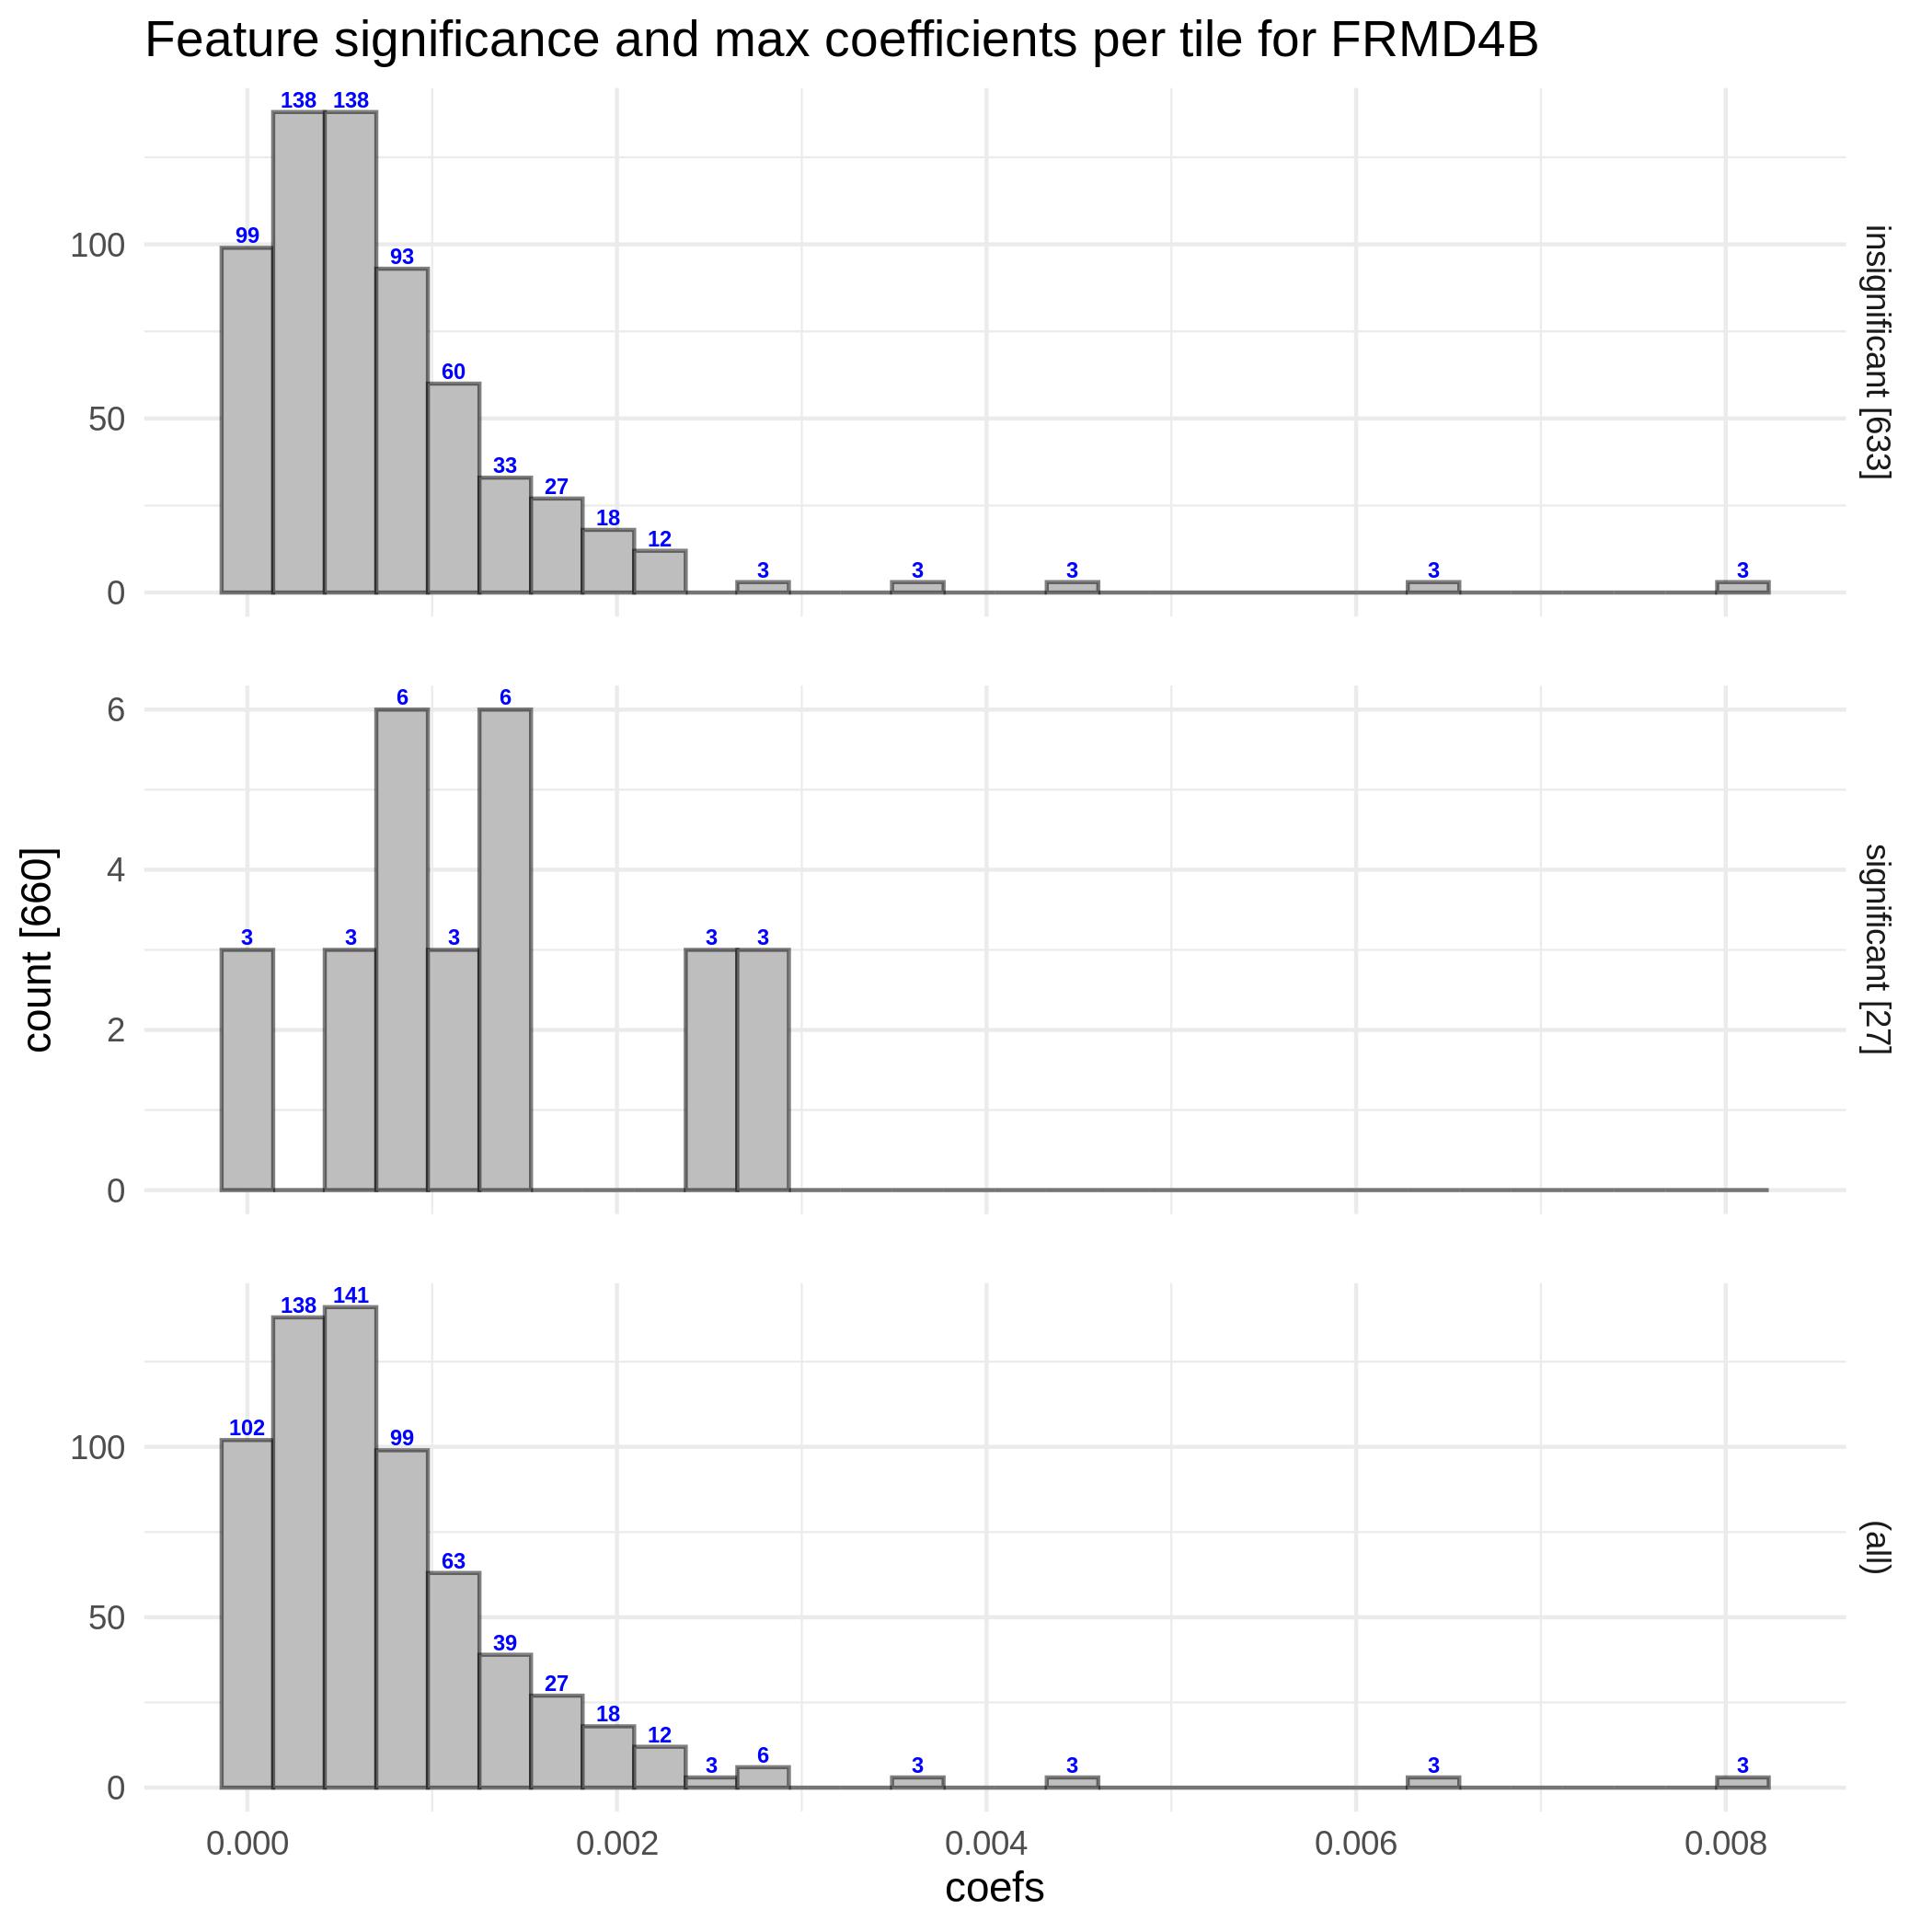 Feature significance and max coefficients per tile for FRMD4B
138 138
99
93
60
33
27
18
12
3 3 3 3 3
100
50
0
insignificant [633]
6 6
3 3 3 3 3
6
4
2
0
significant [27]
count [660]
138 141
102
99
63
39
27
18
12
3 6 3 3 3 3
100
50
0
(all)
0.000 0.002 0.004 0.006 0.008
coefs